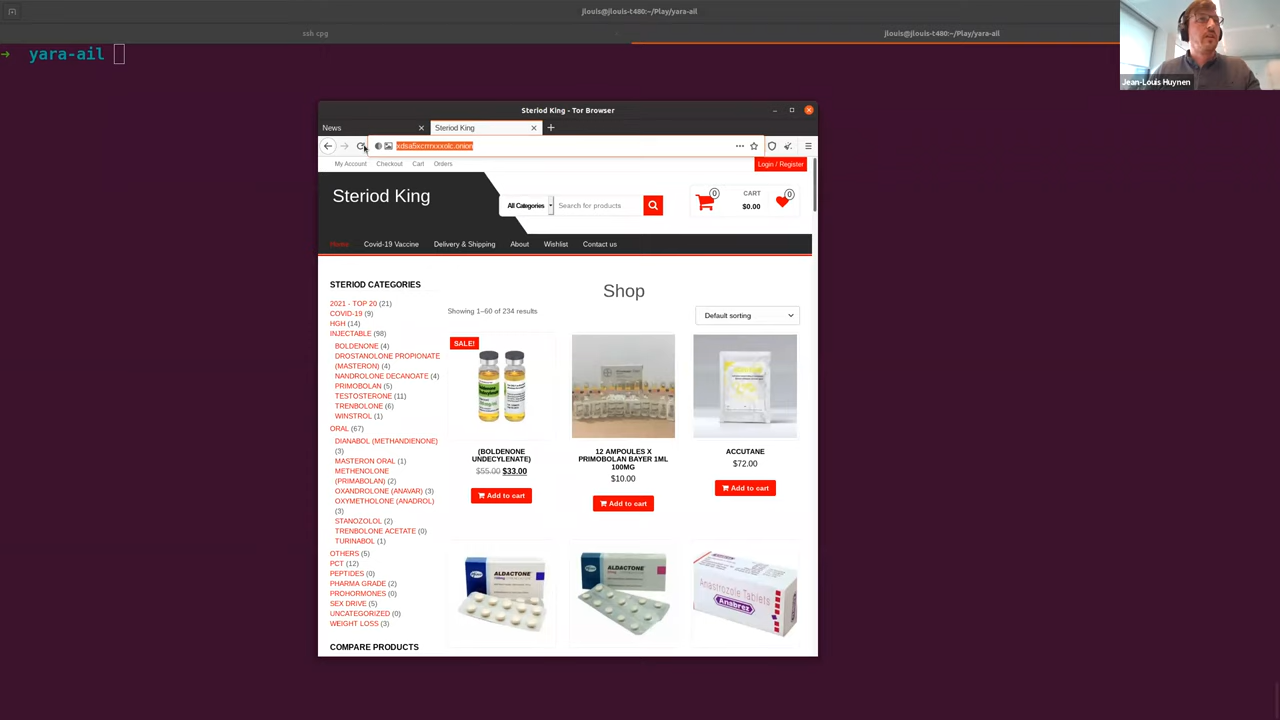 jlouis@jlouis-t480:~/Play/yara-ail
ssh cpg
jlouis@jlouis-t480:~/Play/yara-ail
yara-ail
Jean-Louis Huynen
Steriod King - Tor Browser
News
Steriod King
My Account Checkout Cart Orders
Login / Register
Steriod King
All Categories
Search for products
0
CART
$0.00
0
Home Covid-19 Vaccine Delivery & Shipping About Wishlist Contact us
STERIOD CATEGORIES
2021 - TOP 20 (21)
COVID-19 (9)
HGH (14)
INJECTABLE (98)
BOLDENONE (4)
DROSTANOLONE PROPIONATE
(MASTERON) (4)
NANDROLONE DECANOATE (4)
PRIMOBOLAN (5)
TESTOSTERONE (11)
TRENBOLONE (6)
WINSTROL (1)
ORAL (67)
DIANABOL (METHANDIENONE)
(3)
MASTERON ORAL (1)
METHENOLONE
(PRIMABOLAN) (2)
OXANDROLONE (ANAVAR) (3)
OXYMETHOLONE (ANADROL)
(3)
STANOZOLOL (2)
TRENBOLONE ACETATE (0)
TURINABOL (1)
OTHERS (5)
PCT (12)
PEPTIDES (0)
PHARMA GRADE (2)
PROHORMONES (0)
SEX DRIVE (5)
UNCATEGORIZED (0)
WEIGHT LOSS (3)
COMPARE PRODUCTS
Shop
Showing 1–60 of 234 results
Default sorting
SALE!
(BOLDENONE
UNDECYLENATE)
$55.00 $33.00
Add to cart
12 AMPOULES X
PRIMOBOLAN BAYER 1ML
100MG
$10.00
Add to cart
ACCUTANE
$72.00
Add to cart
ALDACTONE
ALDACTONE
Anastrozole Tablets
Anabrez